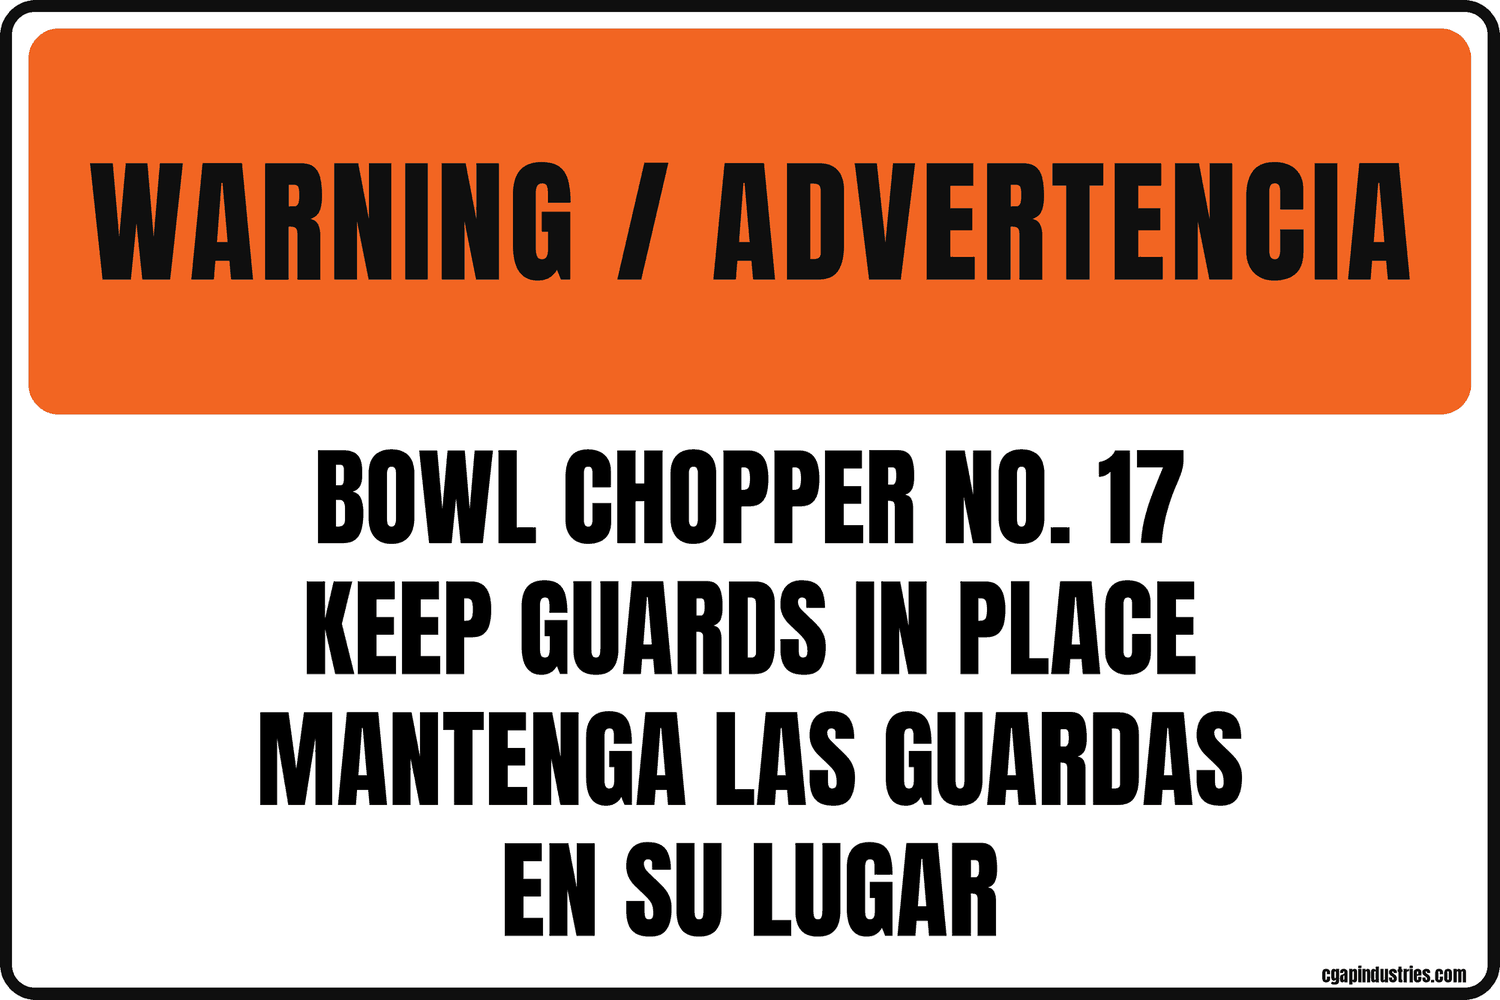 WARNING / ADVERTENCIA
BOWL CHOPPER NO. 17
KEEP GUARDS IN PLACE
MANTENGA LAS GUARDAS
EN SU LUGAR
cgapindustries.com